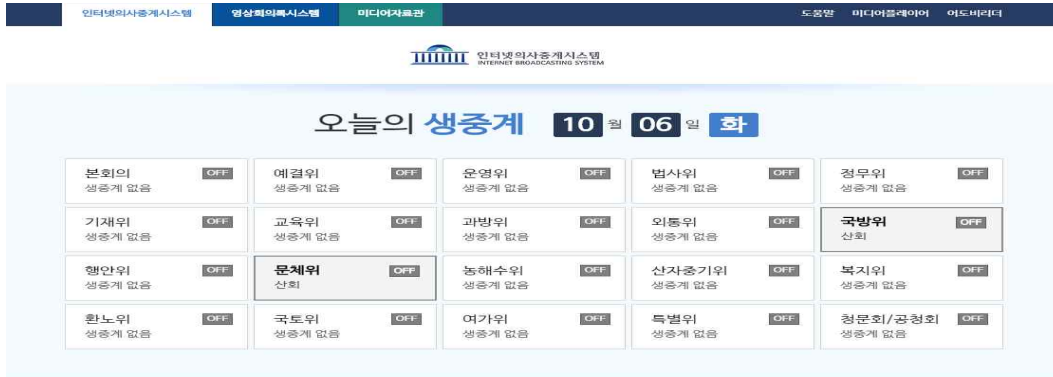 인터넷의사중계시스템 영상회의록시스템 미디어자료관 도움말 미디어플레이어 어도비리더
인터넷의사중계시스템
INTERNET BROADCASTING SYSTEM
오늘의 생중계 10 월 06 일 화
본회의 OFF 예결위 OFF 운영위 OFF 법사위 OFF 정무위 OFF
생중계 없음 생중계 없음 생중계 없음 생중계 없음 생중계 없음
기재위 OFF 교육위 OFF 과방위 OFF 외통위 OFF 국방위 OFF
생중계 없음 생중계 없음 생중계 없음 생중계 없음 산회
행안위 OFF 문체위 OFF 농해수위 OFF 산자중기위 OFF 복지위 OFF
생중계 없음 산회 생중계 없음 생중계 없음 생중계 없음
환노위 OFF 국토위 OFF 여가위 OFF 특별위 OFF 청문회/공청회 OFF
생중계 없음 생중계 없음 생중계 없음 생중계 없음 생중계 없음